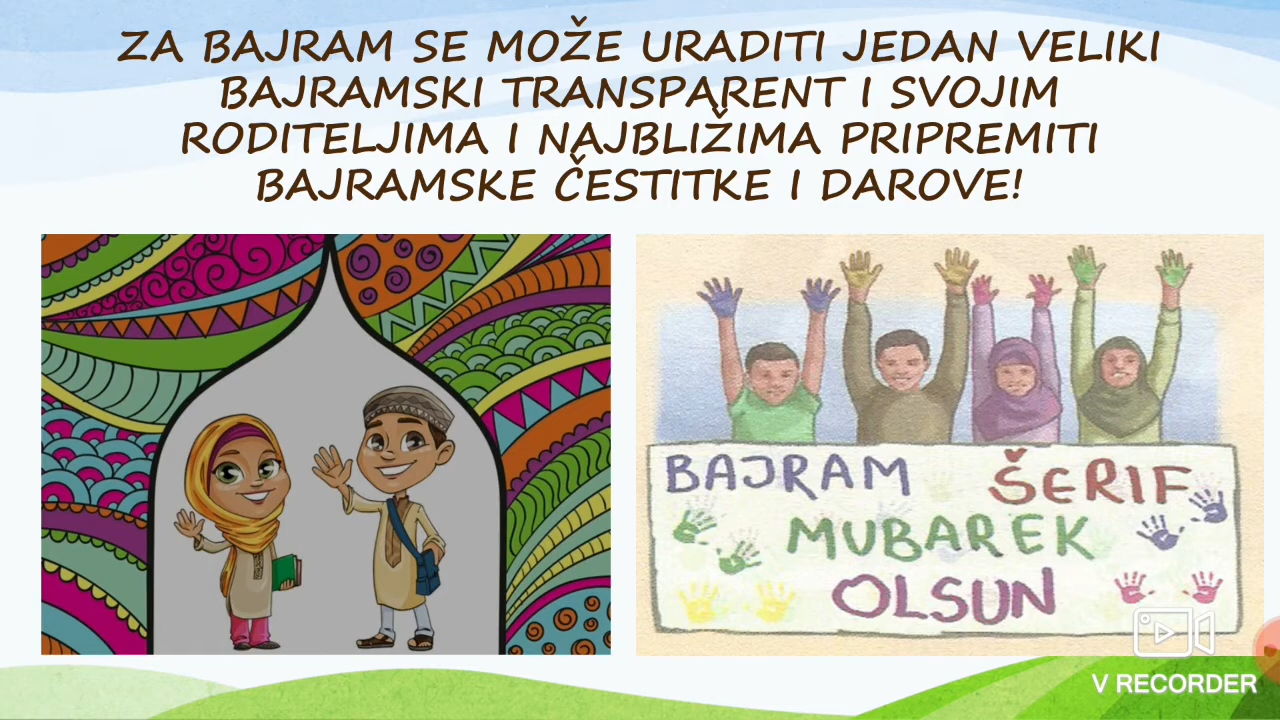 ZA BAJRAM SE MOŽE URADITI JEDAN VELIKI
BAJRAMSKI TRANSPARENT I SVOJIM
RODITELJIMA I NAJBLIŽIMA PRIPREMITI
BAJRAMSKE ČESTITKE I DAROVE!
BAJRAM ŠERIF
MUBAREK
OLSUN
V RECORDER